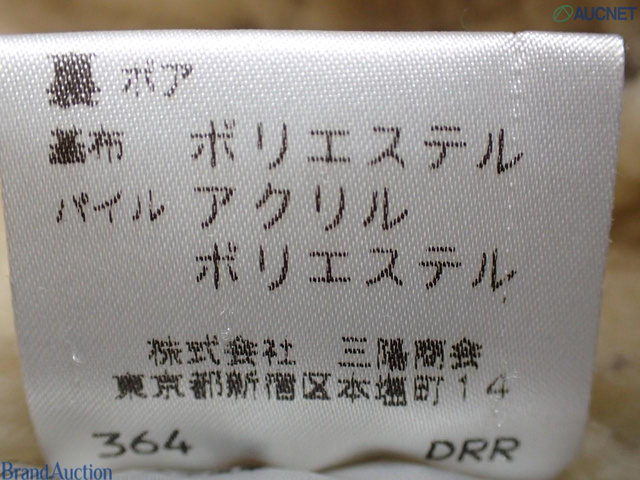 AUCNET
裏 ボア
基布 ポリエステル
パイル アクリル
ポリエステル
株式会社 三陽商会
東京都新宿区本塩町14
364 DRR
BrandAuction